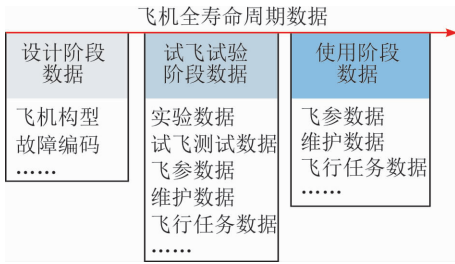 飞机全寿命周期数据
设计阶段
数据
飞机构型
故障编码
……
试飞试验
阶段数据
实验数据
试飞测试数据
飞参数据
维护数据
飞行任务数据
……
使用阶段
数据
飞参数据
维护数据
飞行任务数据
……